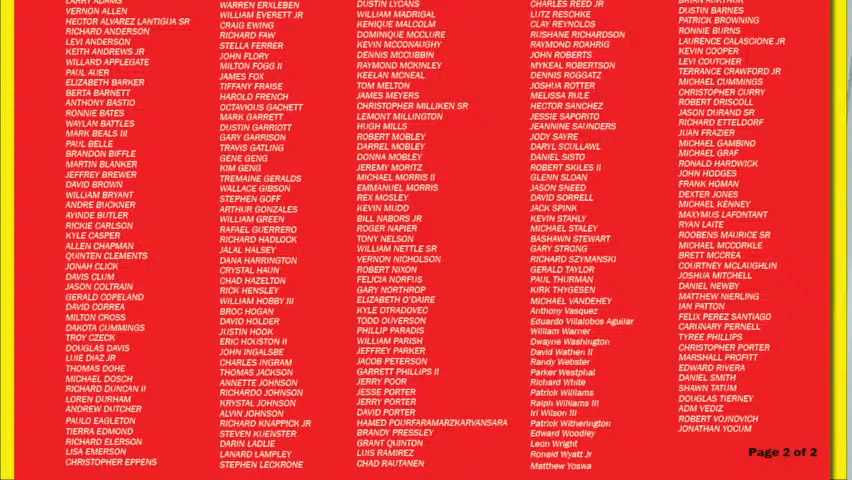 LARRY ADAMS
VERNON ALLEN
HECTOR ALVAREZ LANTIGUA SR
RICHARD ANDERSON
LEVI ANDERSON
KEITH ANDREWS JR
WILLARD APPLEGATE
PAUL AUER
ELIZABETH BARKER
BERTA BARNETT
ANTHONY BASTIO
RONNIE BATES
WAYLAN BATTLES
MARK BEALS III
PAUL BELLE
BRANDON BIFFLE
MARTIN BLANKER
JEFFREY BREWER
DAVID BROWN
WILLIAM BRYANT
ANDRE BUCKNER
AYINDE BUTLER
RICKIE CARLSON
KYLE CASPER
ALLEN CHAPMAN
QUINTEN CLEMENTS
JONAH CLICK
DAVIS CLUM
JASON COLTRAIN
GERALD COPELAND
DAVID CORREA
MILTON CROSS
DAKOTA CUMMINGS
TROY CZECK
DOUGLAS DAVIS
LUIE DIAZ JR
THOMAS DOHE
MICHAEL DOSCH
RICHARD DUNCAN II
LOREN DURHAM
ANDREW DUTCHER
PAULO EAGLETON
TIERRA EDMOND
RICHARD ELERSON
LISA EMERSON
CHRISTOPHER EPPENS
WARREN ERXLEBEN
WILLIAM EVERETT JR
CRAIG EWING
RICHARD FAW
STELLA FERRER
JOHN FLORY
MILTON FOGG II
JAMES FOX
TIFFANY FRAISE
HAROLD FRENCH
OCTAVIOUS GACHETT
MARK GARRETT
DUSTIN GARRIOTT
GARY GARRISON
TRAVIS GATLING
GENE GENG
KIM GENG
TREMAINE GERALDS
WALLACE GIBSON
STEPHEN GOFF
ARTHUR GONZALES
WILLIAM GREEN
RAFAEL GUERRERO
RICHARD HADLOCK
JALAL HALSEY
DANA HARRINGTON
CRYSTAL HAUN
CHAD HAZELTON
RICK HENSLEY
WILLIAM HOBBY III
BROC HOGAN
DAVID HOLDER
JUSTIN HOOK
ERIC HOUSTON II
JOHN INGALSBE
CHARLES INGRAM
THOMAS JACKSON
ANNETTE JOHNSON
RICHARDO JOHNSON
KRYSTAL JOHNSON
ALVIN JOHNSON
RICHARD KNAPPICK JR
STEVEN KUENSTER
DARIN LADLIE
LANARD LAMPLEY
STEPHEN LECKRONE
DUSTIN LYCANS
WILLIAM MADRIGAL
KENIQUE MALCOLM
DOMINIQUE MCCLURE
KEVIN MCCONAUGHY
DENNIS MCCUBBIN
RAYMOND MCKNLEY
KEELAN MCNEAL
TOM MELTON
JAMES MEYERS
CHRISTOPHER MILLIKEN SR
LEMONT MILLINGTON
HUGH MILLS
ROBERT MOBLEY
DARREL MOBLEY
DONNA MOBLEY
JEREMY MORITZ
MICHAEL MORRIS II
EMMANUEL MORRIS
REX MOSLEY
KEVIN MUDD
BILL NABORS JR
ROGER NAPIER
TONY NELSON
WILLIAM NETTLE SR
VERNON NICHOLSON
ROBERT NIXON
FELICIA NORFUS
GARY NORTHROP
ELIZABETH O'DAIRE
KYLE OTRADOVEC
TODD OUVERSON
PHILLIP PARADIS
WILLIAM PARISH
JEFFREY PARKER
JACOB PETERSON
GARRETT PHILLIPS II
JERRY POOR
JESSE PORTER
JERRY PORTER
DAVID PORTER
HAMED POURFARAMARZKARVANSARA
BRANDY PRESSLEY
GRANT QUINTON
LUIS RAMIREZ
CHAD RAUTANEN
CHARLES REED JR
LUTZ RESCHKE
CLAY REYNOLDS
RUSHANE RICHARDSON
RAYMOND ROAHRIG
JOHN ROBERTS
MYKEAL ROBERTSON
DENNIS ROGGATZ
JOSHUA ROTTER
MELISSA RULE
HECTOR SANCHEZ
JESSIE SAPORITO
JEANNINE SAUNDERS
JODY SAYRE
DARYL SCULLAWL
DANIEL SISTO
ROBERT SKILES II
GLENN SLOAN
JASON SNEED
DAVID SORRELL
JACK SPINK
KEVIN STAHLY
MICHAEL STALEY
BASHAWN STEWART
GARY STRONG
RICHARD SZYMANSKI
GERALD TAYLOR
PAUL THURMAN
KIRK THYGESEN
MICHAEL VANDEHEY
Anthony Vasquez
Eduardo Villalobos Aguilar
William Warner
Dwayne Washington
David Wathen II
Randy Webster
Parker Westphal
Richard White
Patrick Williams
Ralph Williams III
Irl Wilson III
Patrick Witherington
Edward Woodley
Leon Wright
Ronald Wyatt Jr
Matthew Yoswa
DUSTIN BARNES
PATRICK BROWNING
RONNIE BURNS
LAURENCE CALASCIONE JR
KEVIN COOPER
LEVI COUTCHER
TERRANCE CRAWFORD JR
MICHAEL CUMMINGS
CHRISTOPHER CURRY
ROBERT DRISCOLL
JASON DURAND SR
RICHARD ETTELDORF
JUAN FRAZIER
MICHAEL GAMBINO
MICHAEL GRAF
RONALD HARDWICK
JOHN HODGES
FRANK HOMAN
DEXTER JONES
MICHAEL KENNEY
MAXYMUS LAFONTANT
RYAN LAITE
ROOBENS MAURICE SR
MICHAEL MCCORKLE
BRETT MCCREA
COURTNEY MCLAUGHLIN
JOSHUA MITCHELL
DANIEL NEWBY
MATTHEW NIERLING
IAN PATTON
FELIX PEREZ SANTIAGO
CARLINARY PERNELL
TYREE PHILLIPS
CHRISTOPHER PORTER
MARSHALL PROFITT
EDWARD RIVERA
DANIEL SMITH
SHAWN TATUM
DOUGLAS TIERNEY
ADM VEDIZ
ROBERT VOJNOVICH
JONATHAN YOCUM
Page 2 of 2